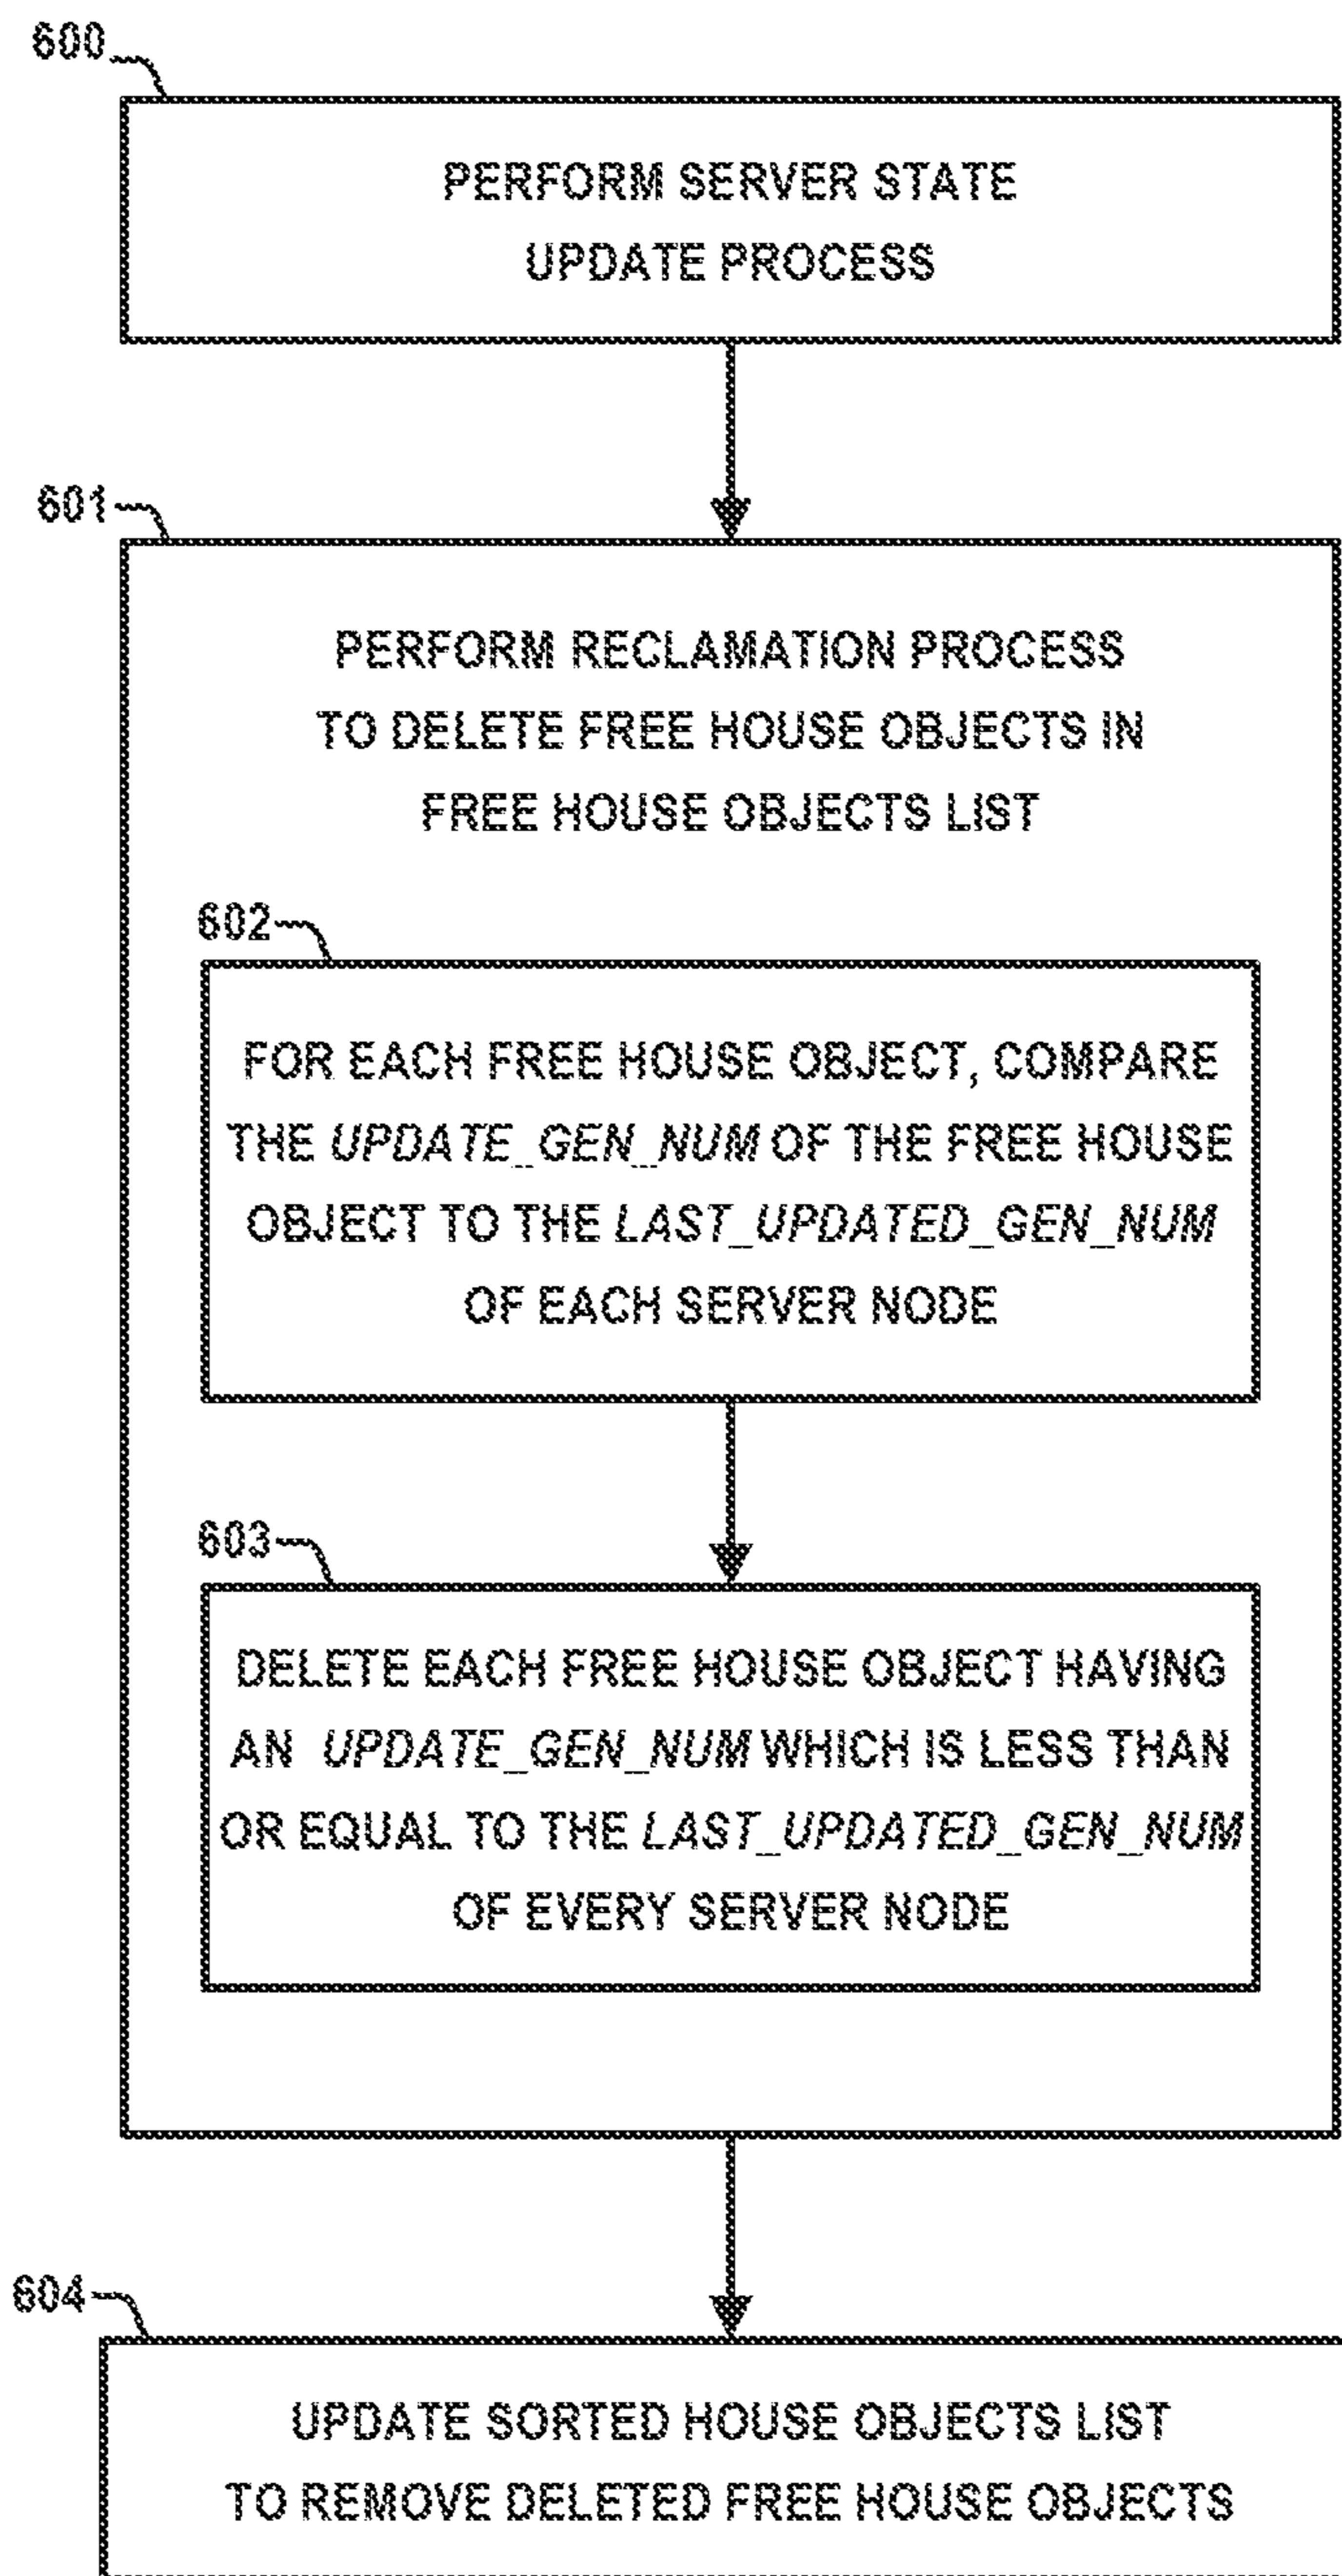 600
PERFORM SERVER STATE
UPDATE PROCESS
601
PERFORM RECLAMATION PROCESS
TO DELETE FREE HOUSE OBJECTS IN
FREE HOUSE OBJECTS LIST
602
FOR EACH FREE HOUSE OBJECT, COMPARE
THE UPDATE_GEN_NUM OF THE FREE HOUSE
OBJECT TO THE LAST_UPDATED_GEN_NUM
OF EACH SERVER NODE
603
DELETE EACH FREE HOUSE OBJECT HAVING
AN UPDATE_GEN_NUM WHICH IS LESS THAN
OR EQUAL TO THE LAST_UPDATED_GEN_NUM
OF EVERY SERVER NODE
604
UPDATE SORTED HOUSE OBJECTS LIST
TO REMOVE DELETED FREE HOUSE OBJECTS